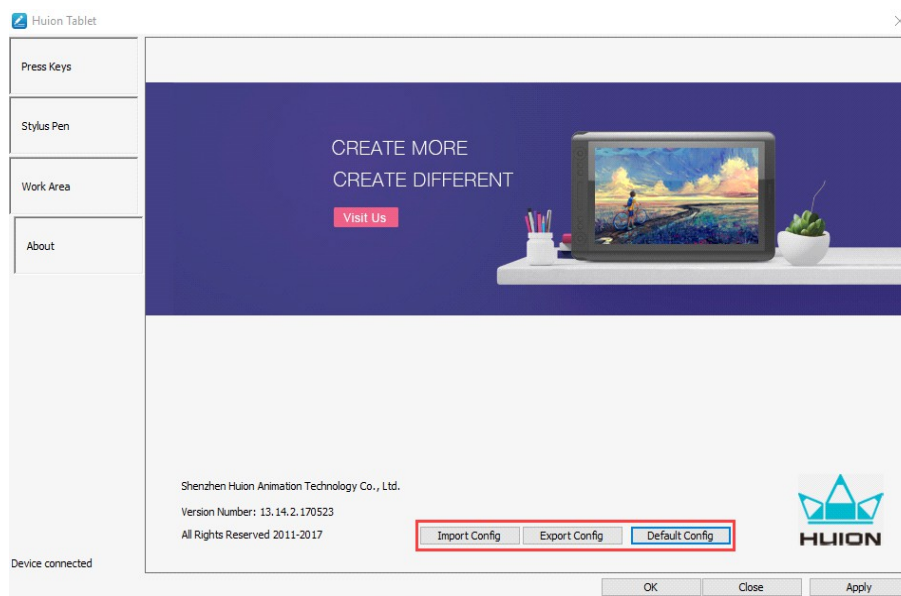 Huion Tablet
Press Keys
Stylus Pen
Work Area
About
CREATE MORE
CREATE DIFFERENT
Visit Us
Shenzhen Huion Animation Technology Co., Ltd.
Version Number: 13.14.2.170523
All Rights Reserved 2011-2017
Import Config
Export Config
Default Config
HUION
Device connected
OK
Close
Apply